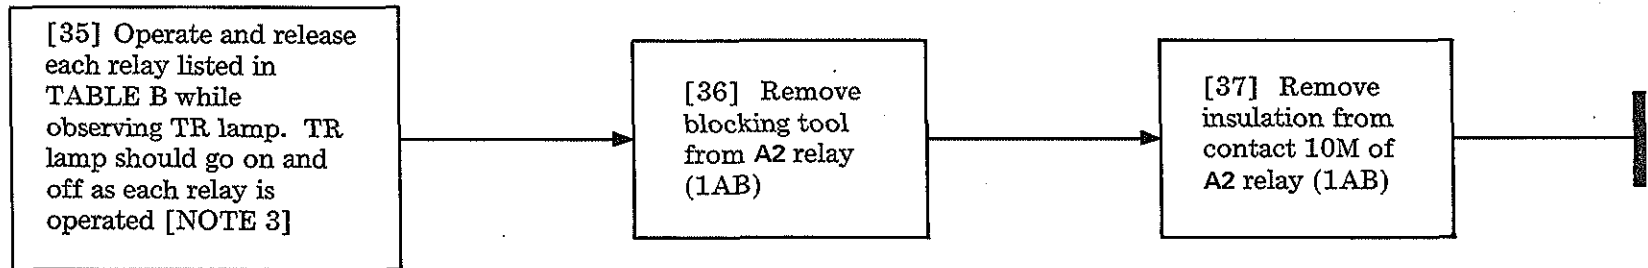 [35] Operate and release
each relay listed in
TABLE B while
observing TR lamp. TR
lamp should go on and
off as each relay is
operated [NOTE 3]
[36] Remove
blocking tool
from A2 relay
(1AB)
[37] Remove
insulation from
contact 10M of
A2 relay (1AB)